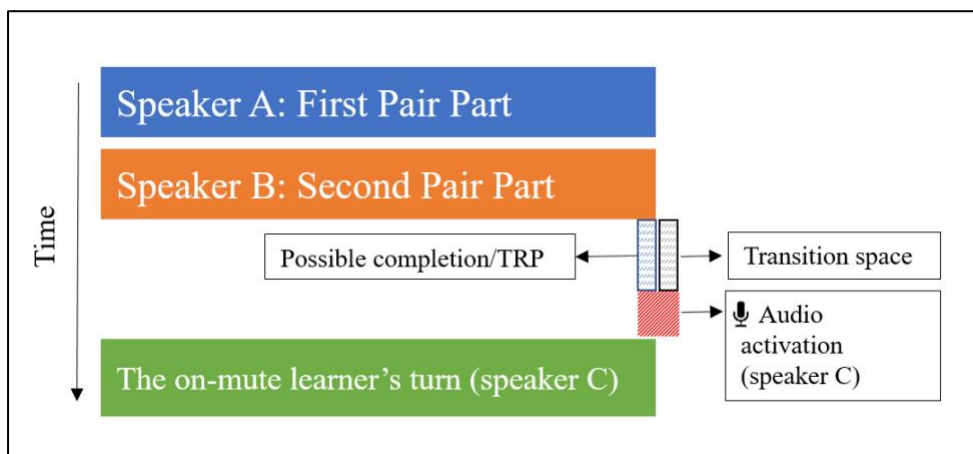 Time
Speaker A: First Pair Part
Speaker B: Second Pair Part
Possible completion/TRP
Transition space
Audio
activation
(speaker C)
The on-mute learner’s turn (speaker C)